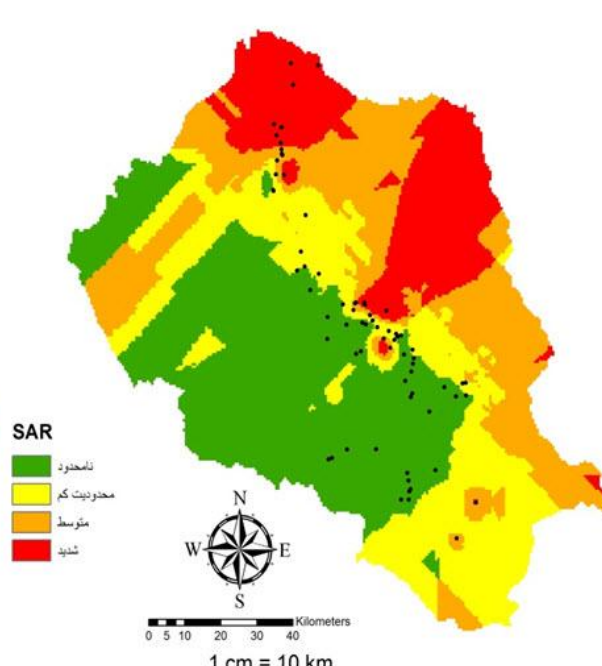 SAR
نامحدود
محدودیت کم
متوسط
شدید
N
W E
S
Kilometers
0 5 10 20 30 40
1 cm = 10 km